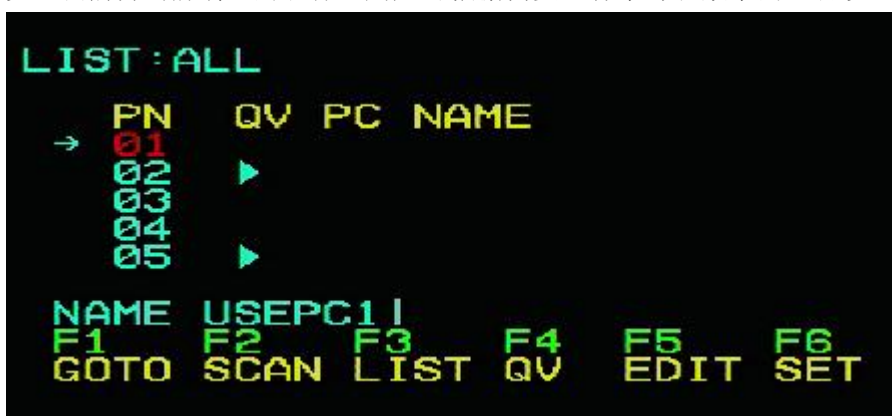 LIST:ALL
PN QV PC NAME
→ 01
02 ▶
03
04
05 ▶
NAME USEPC1|
F1 F2 F3 F4 F5 F6
GOTO SCAN LIST QV EDIT SET